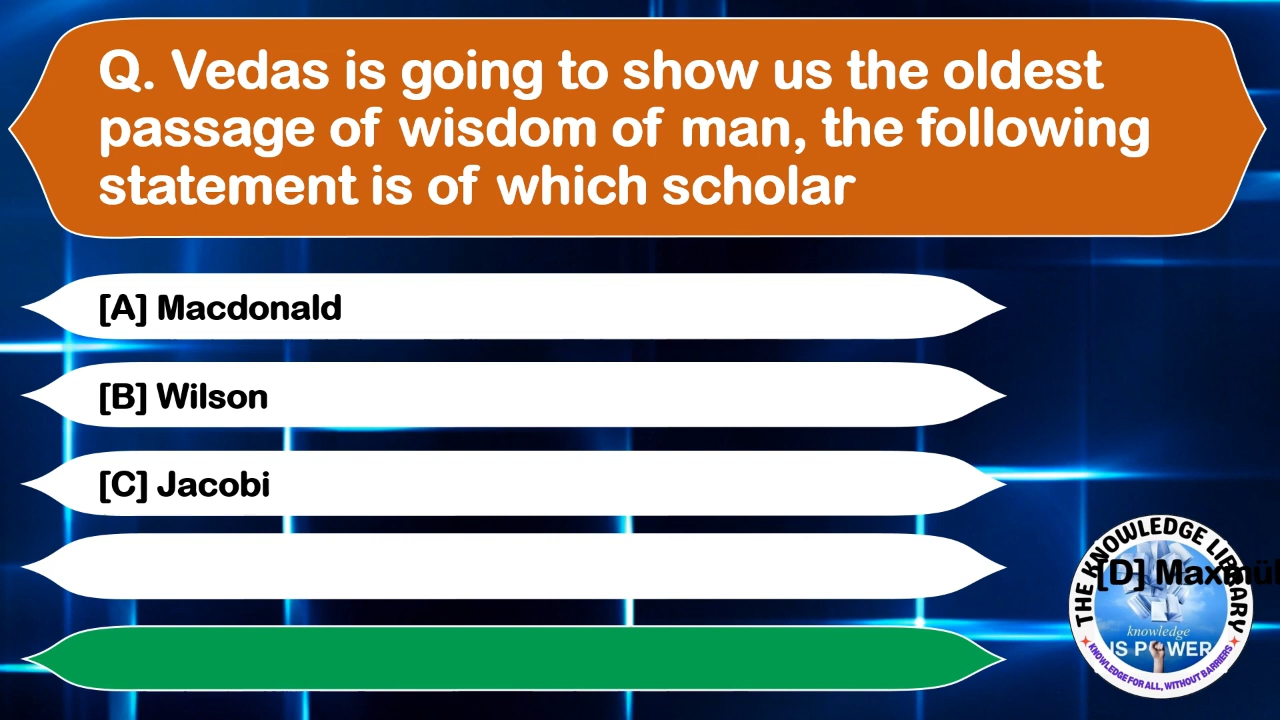 Q. Vedas is going to show us the oldest
passage of wisdom of man, the following
statement is of which scholar
[A] Macdonald
[B] Wilson
[C] Jacobi
[D]
THE KNOWLEDGE LIBRARY
knowledge
IS POWER
KNOWLEDGE FOR ALL, WITHOUT BARRIERS